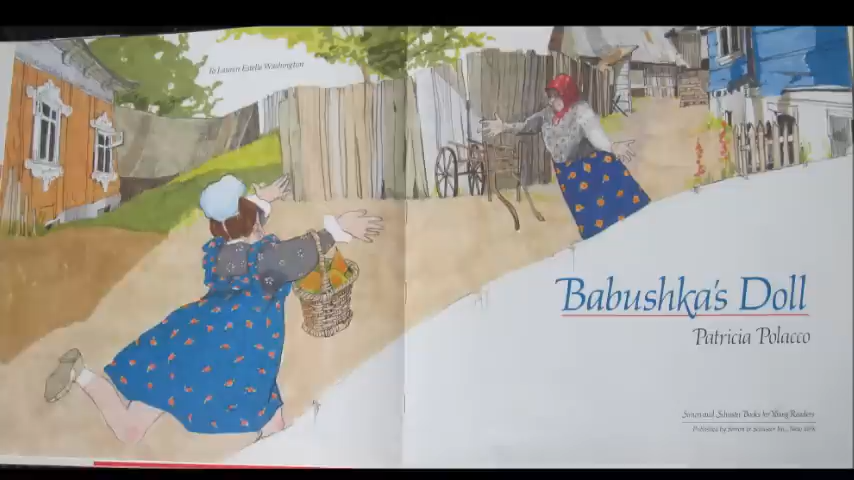 To Lauren Estelle Washington
Babushka's Doll
Patricia Polacco
Simon and Schuster Books for Young Readers
Published by Simon & Schuster Inc., New York